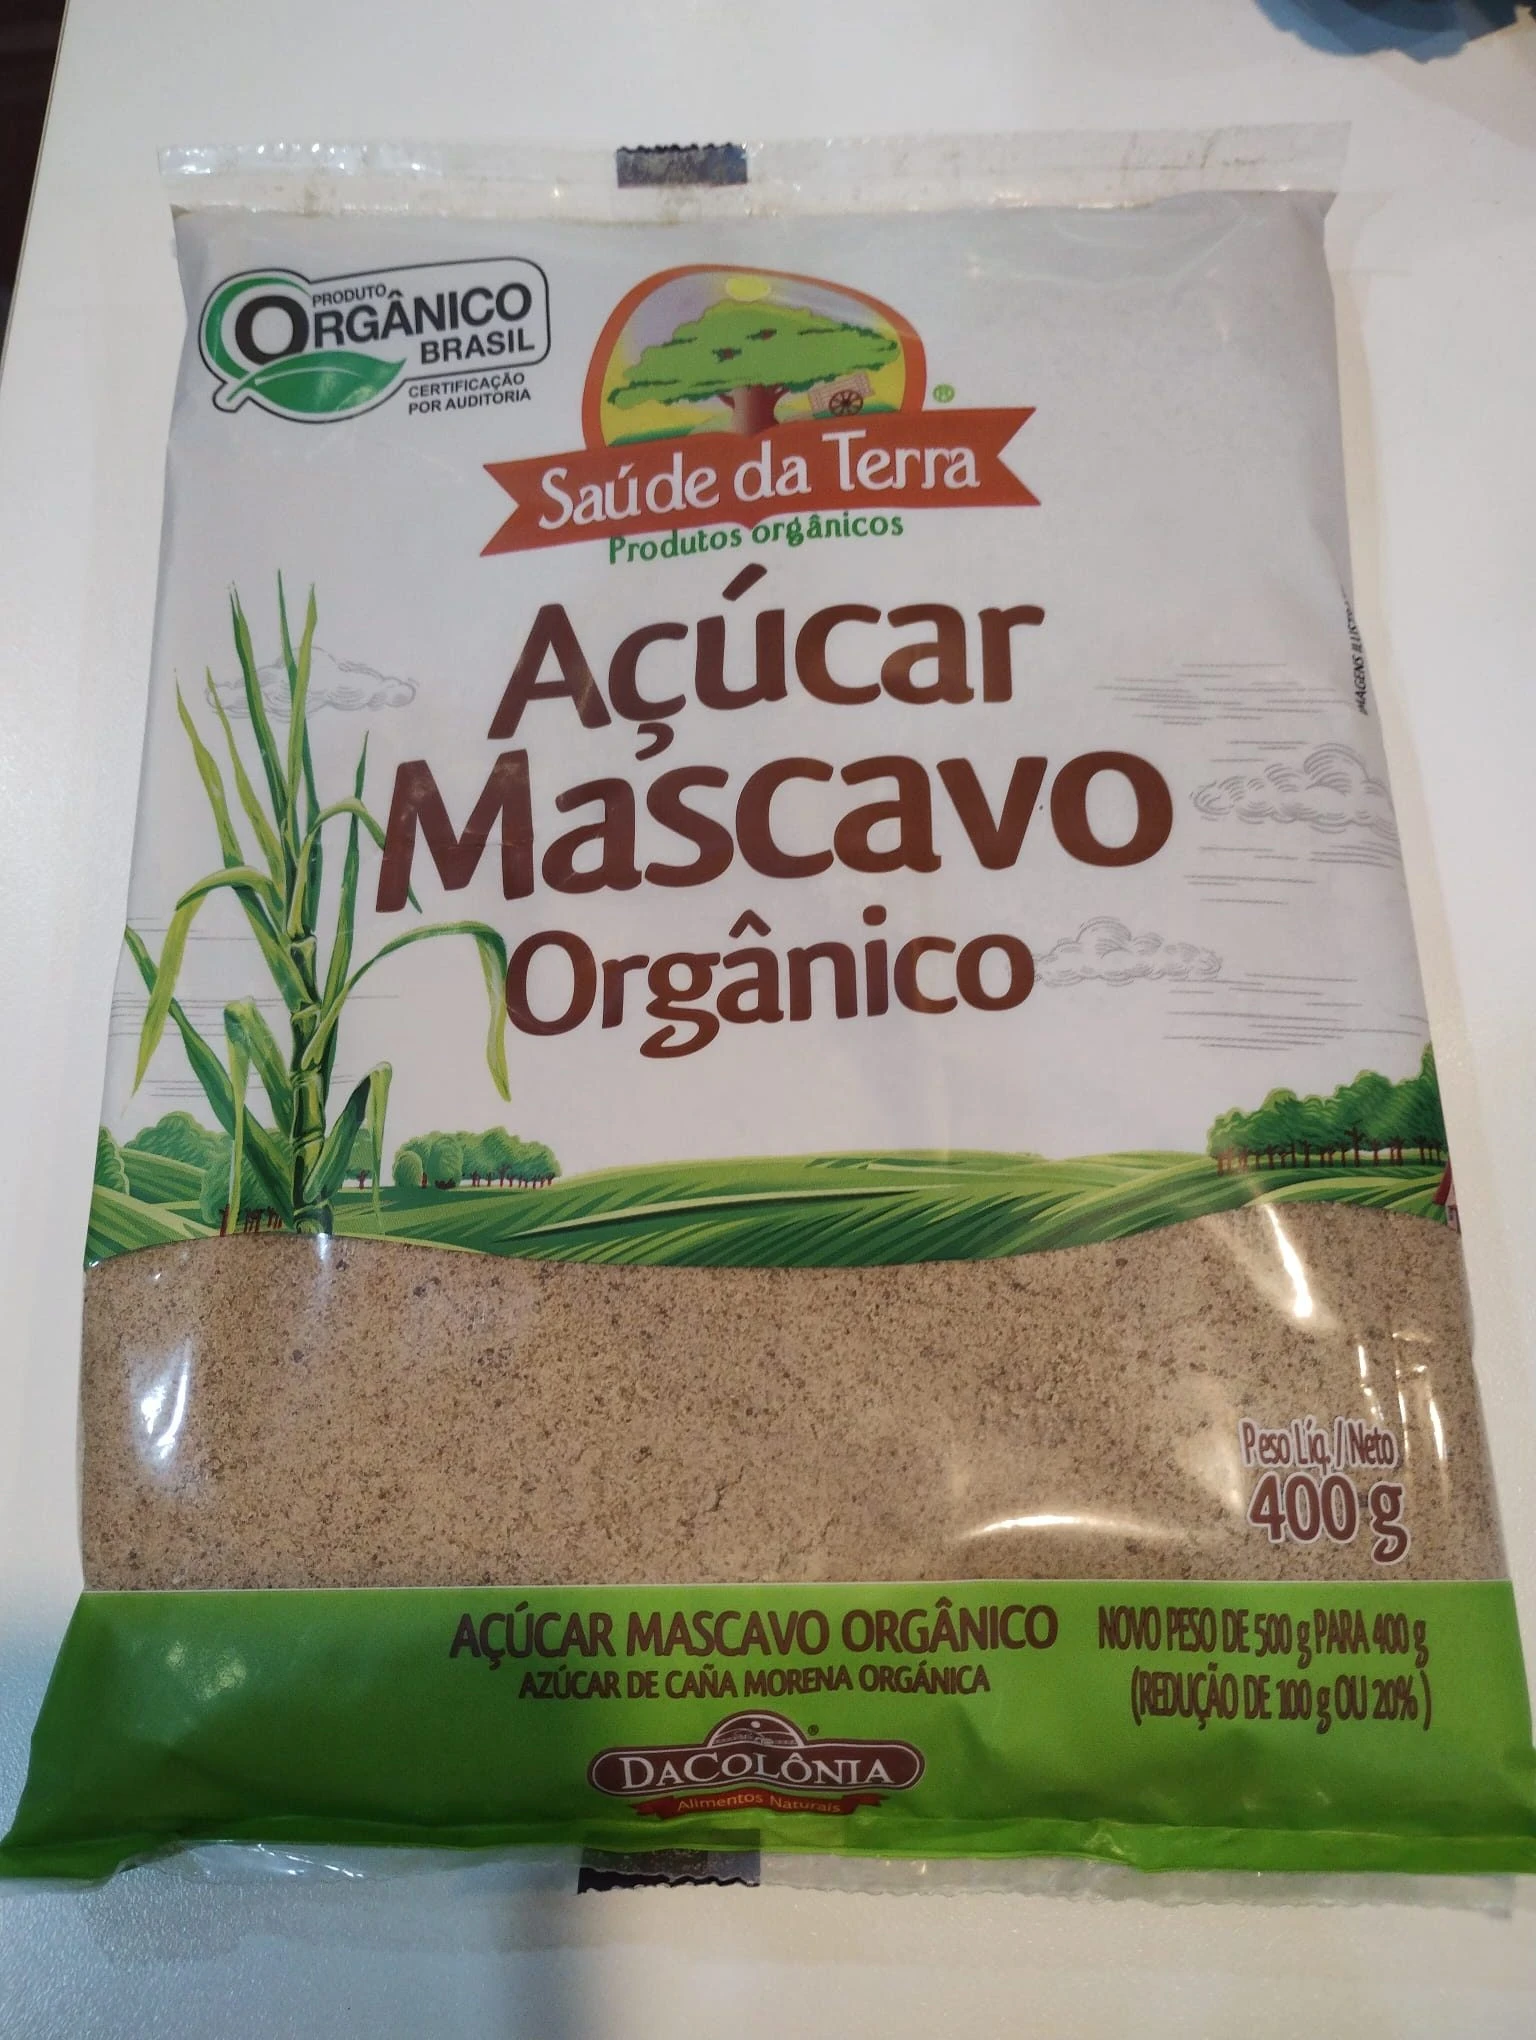 PRODUTO
ORGÂNICO
BRASIL
CERTIFICAÇÃO
POR AUDITORIA
®
Saúde da Terra
Produtos orgânicos
Açúcar
Mascavo
Orgânico
IMAGENS
Peso Líq./Neto
400 g
AÇÚCAR MASCAVO ORGÂNICO
AZÚCAR DE CAÑA MORENA ORGÁNICA
NOVO PESO DE 500 g PARA 400 g
(REDUÇÃO DE 100 g OU 20%)
®
DACOLÔNIA
Alimentos Naturais